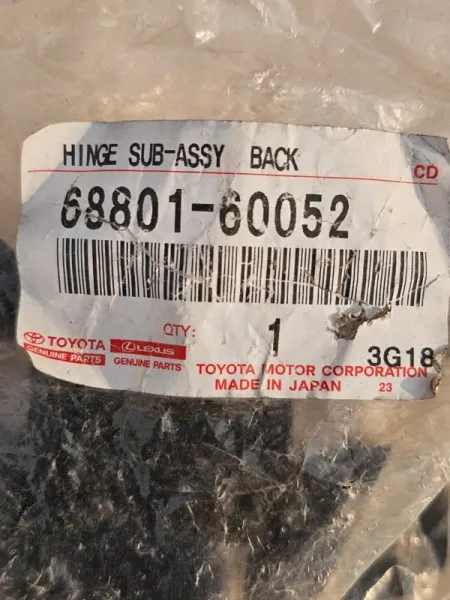 HINGE SUB-ASSY BACK
CD
68801-60052
QTY: 1
3G18
TOYOTA
GENUINE PARTS
LEXUS
GENUINE PARTS
TOYOTA MOTOR CORPORATION
MADE IN JAPAN 23